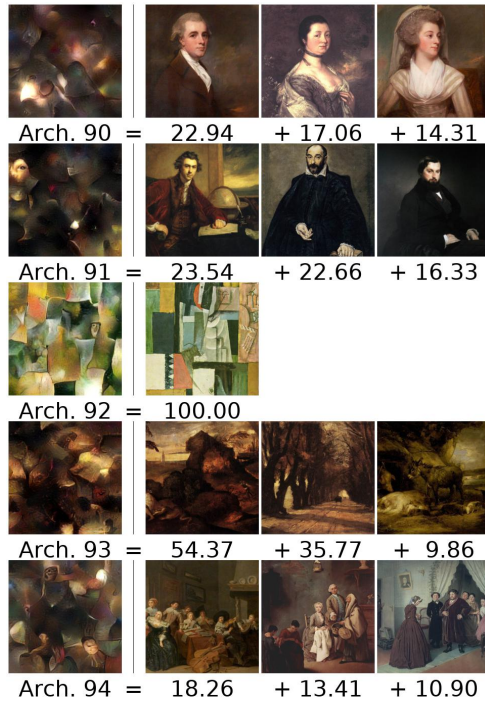 Arch. 90 = 22.94 + 17.06 + 14.31
Arch. 91 = 23.54 + 22.66 + 16.33
Arch. 92 = 100.00
Arch. 93 = 54.37 + 35.77 + 9.86
Arch. 94 = 18.26 + 13.41 + 10.90